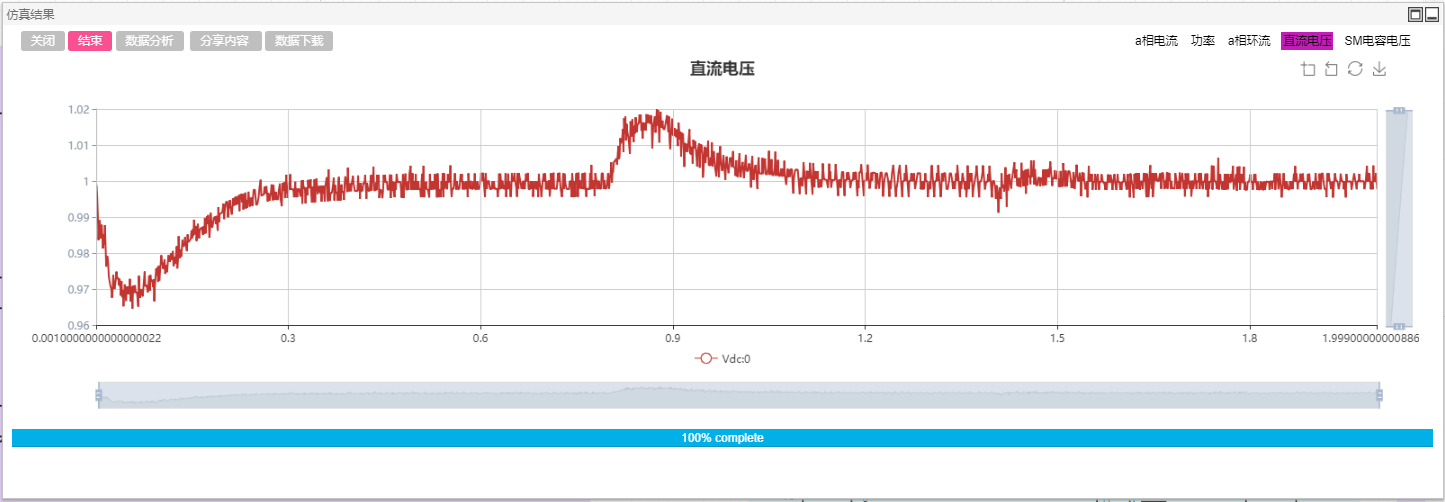 仿真结果
关闭 结束 数据分析 分享内容 数据下载 a相电流 功率 a相环流 直流电压 SM电容电压
直流电压
1.02
1.01
1
0.99
0.98
0.97
0.96
0.0010000000000000022 0.3 0.6 0.9 1.2 1.5 1.8 1.99900000000886
Vdc:0
100% complete